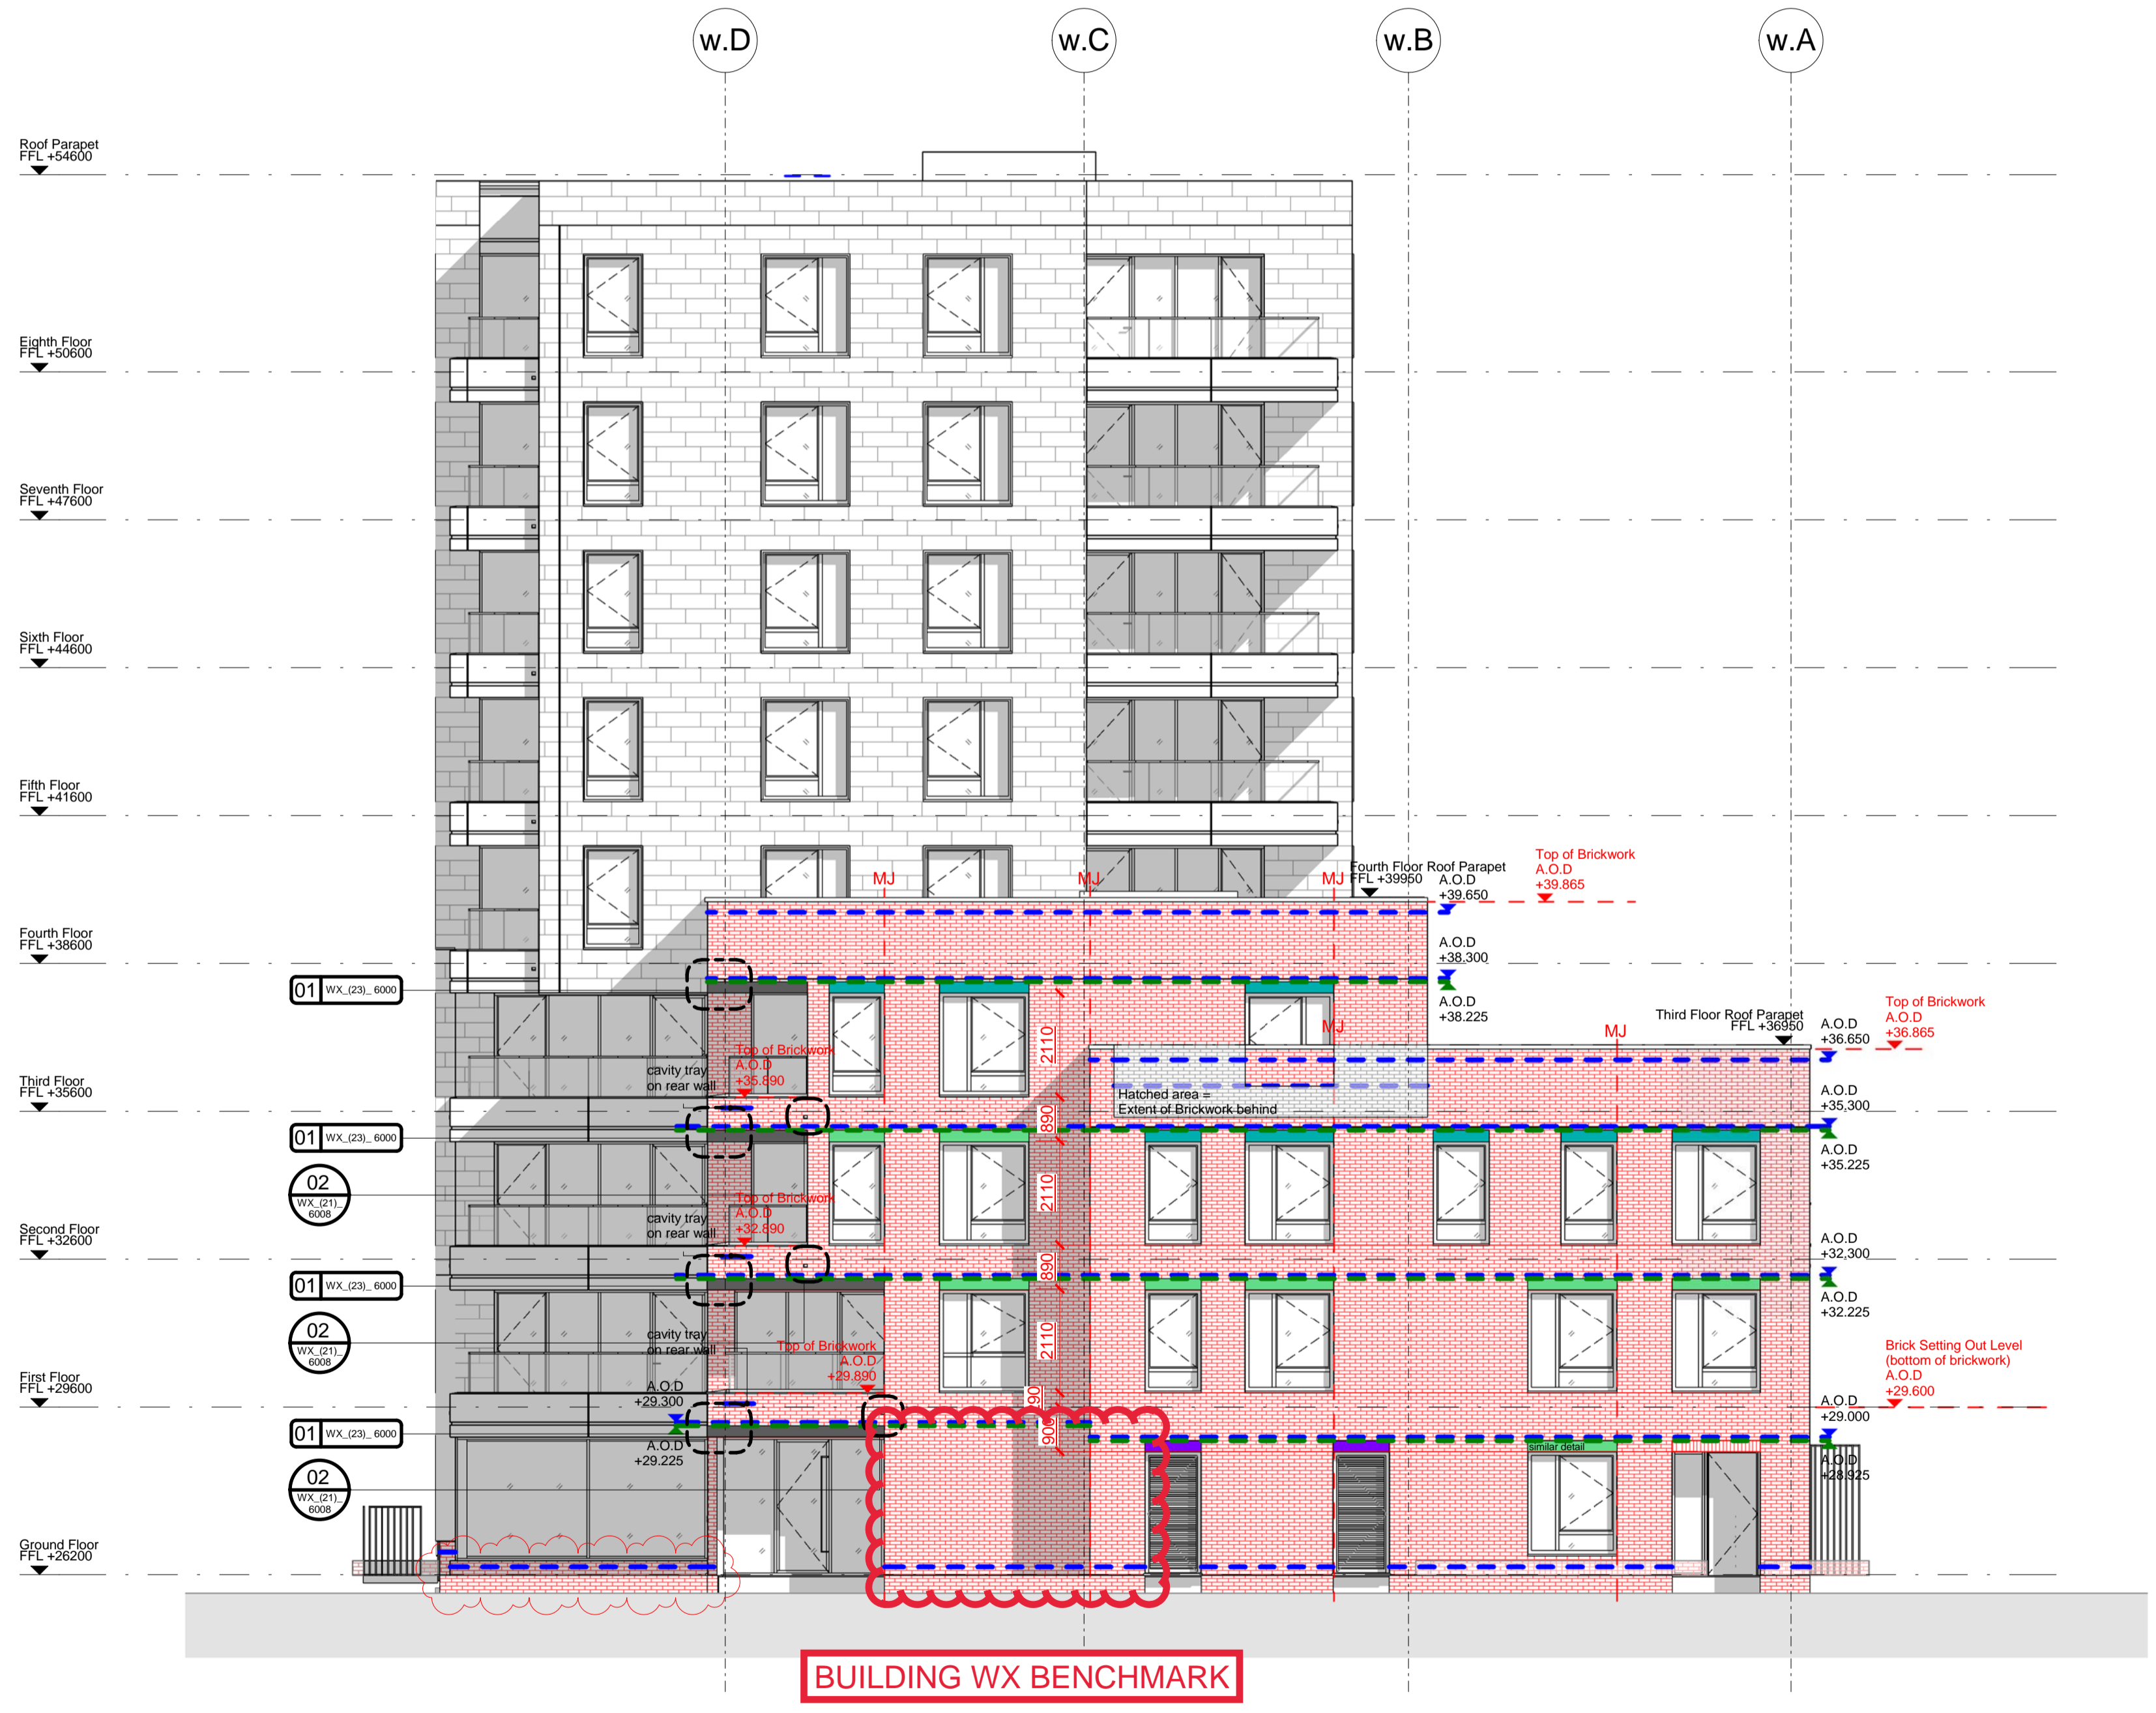 w.D
w.C
w.B
w.A
Roof Parapet
FFL +54600
Eighth Floor
FFL +50600
Seventh Floor
FFL +47600
Sixth Floor
FFL +44600
Fifth Floor
FFL +41600
MJ
MJ
MJ
Fourth Floor Roof Parapet
FFL +39950
A.O.D
+39.650
Top of Brickwork
A.O.D
+39.865
Fourth Floor
FFL +38600
A.O.D
+38.300
01
WX_(23)_ 6000
A.O.D
+38.225
Third Floor Roof Parapet
FFL +36950
A.O.D
+36.650
Top of Brickwork
A.O.D
+36.865
MJ
MJ
2110
Top of Brickwork
A.O.D
+35.890
cavity tray
on rear wall
Third Floor
FFL +35600
Hatched area =
Extent of Brickwork behind
A.O.D
+35,300
890
01
WX_(23)_ 6000
A.O.D
+35.225
02
WX_(21)_
6008
2110
Top of Brickwork
A.O.D
+32.890
cavity tray
on rear wall
Second Floor
FFL +32600
A.O.D
+32,300
890
01
WX_(23)_ 6000
A.O.D
+32.225
02
WX_(21)_
6008
2110
cavity tray
on rear wall
Top of Brickwork
A.O.D
+29.890
Brick Setting Out Level
(bottom of brickwork)
A.O.D
+29.600
First Floor
FFL +29600
A.O.D
+29.300
A.O.D
+29.000
01
WX_(23)_ 6000
A.O.D
+29.225
similar detail
A.O.D
+28.925
02
WX_(21)_
6008
Ground Floor
FFL +26200
BUILDING WX BENCHMARK